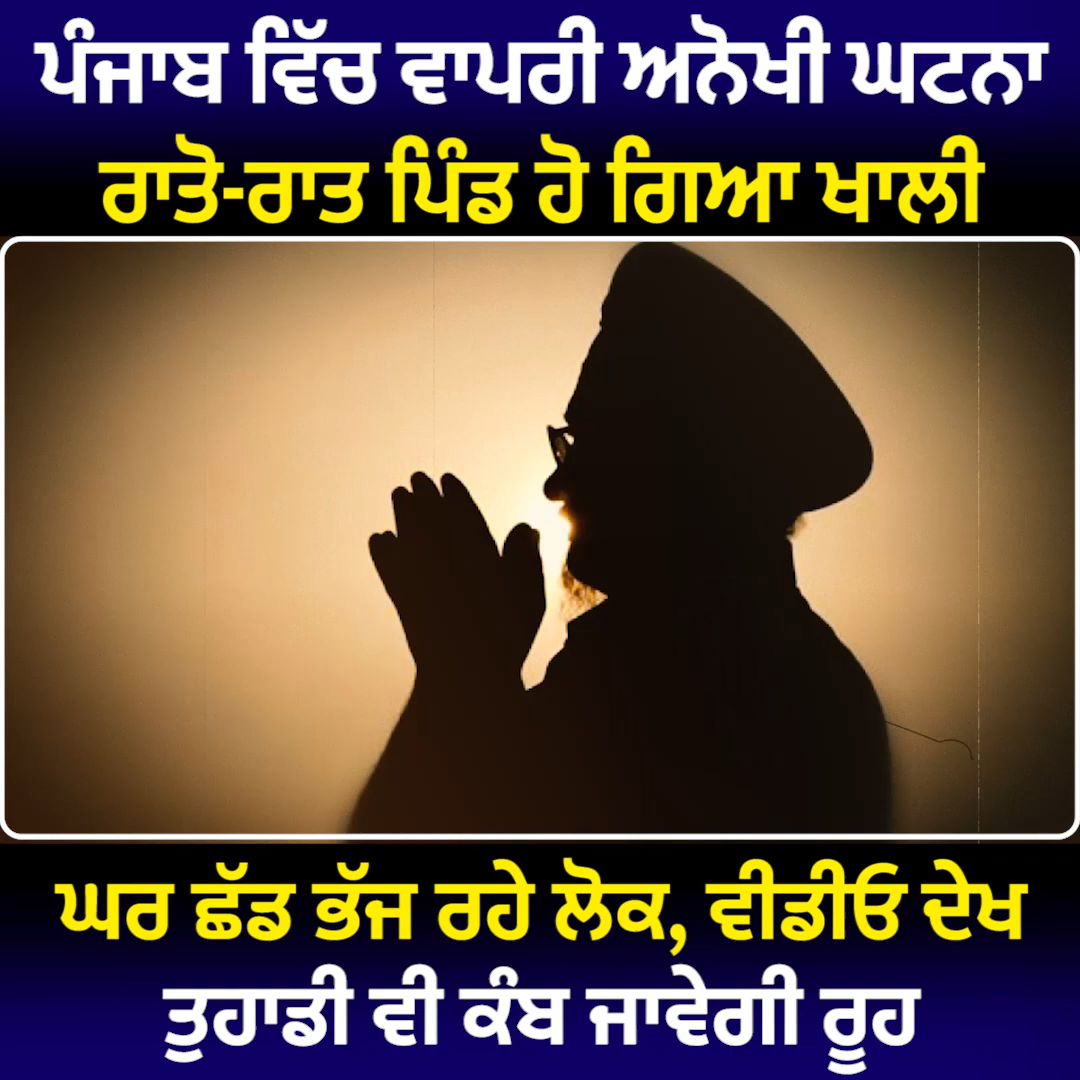 ਪੰਜਾਬ ਵਿੱਚ ਵਾਪਰੀ ਅਨੋਖੀ ਘਟਨਾ
ਰਾਤੋ-ਰਾਤ ਪਿੰਡ ਹੋ ਗਿਆ ਖਾਲੀ
ਘਰ ਛੱਡ ਭੱਜ ਰਹੇ ਲੋਕ, ਵੀਡੀਓ ਦੇਖ
ਤੁਹਾਡੀ ਵੀ ਕੰਬ ਜਾਵੇਗੀ ਰੂਹ